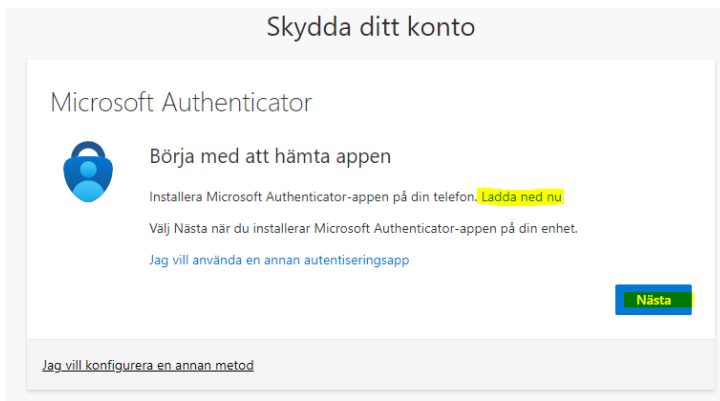 Skydda ditt konto
Microsoft Authenticator
Börja med att hämta appen
Installera Microsoft Authenticator-appen på din telefon. Ladda ned nu
Välj Nästa när du installerar Microsoft Authenticator-appen på din enhet.
Jag vill använda en annan autentiseringsapp
Nästa
Jag vill konfigurera en annan metod